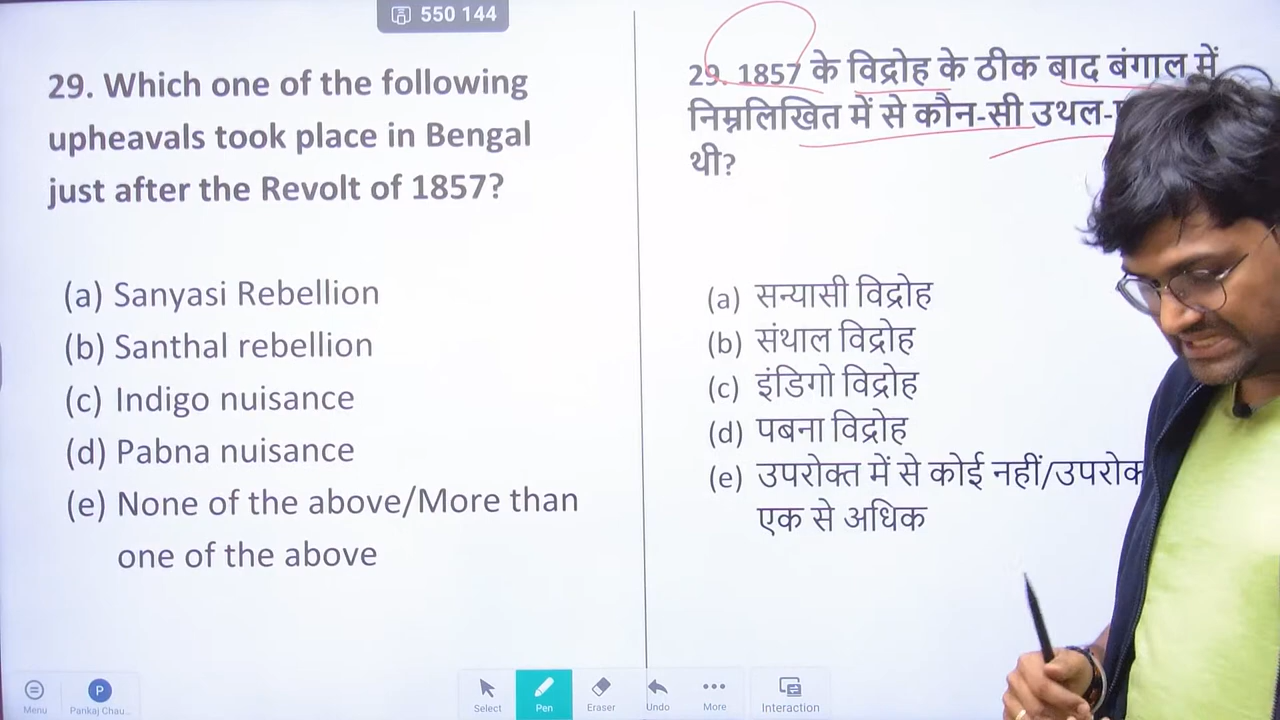 550 144
29. Which one of the following
upheavals took place in Bengal
just after the Revolt of 1857?
(a) Sanyasi Rebellion
(b) Santhal rebellion
(c) Indigo nuisance
(d) Pabna nuisance
(e) None of the above/More than
one of the above
29. 1857 के विद्रोह के ठीक बाद बंगाल में
निम्नलिखित में से कौन-सी उथल-
थी?
(a) सन्यासी विद्रोह
(b) संथाल विद्रोह
(c) इंडिगो विद्रोह
(d) पबना विद्रोह
(e) उपरोक्त में से कोई नहीं/
एक से अधिक
Menu
P
Pankaj Chau...
Select
Pen
Eraser
Undo
More
Interaction